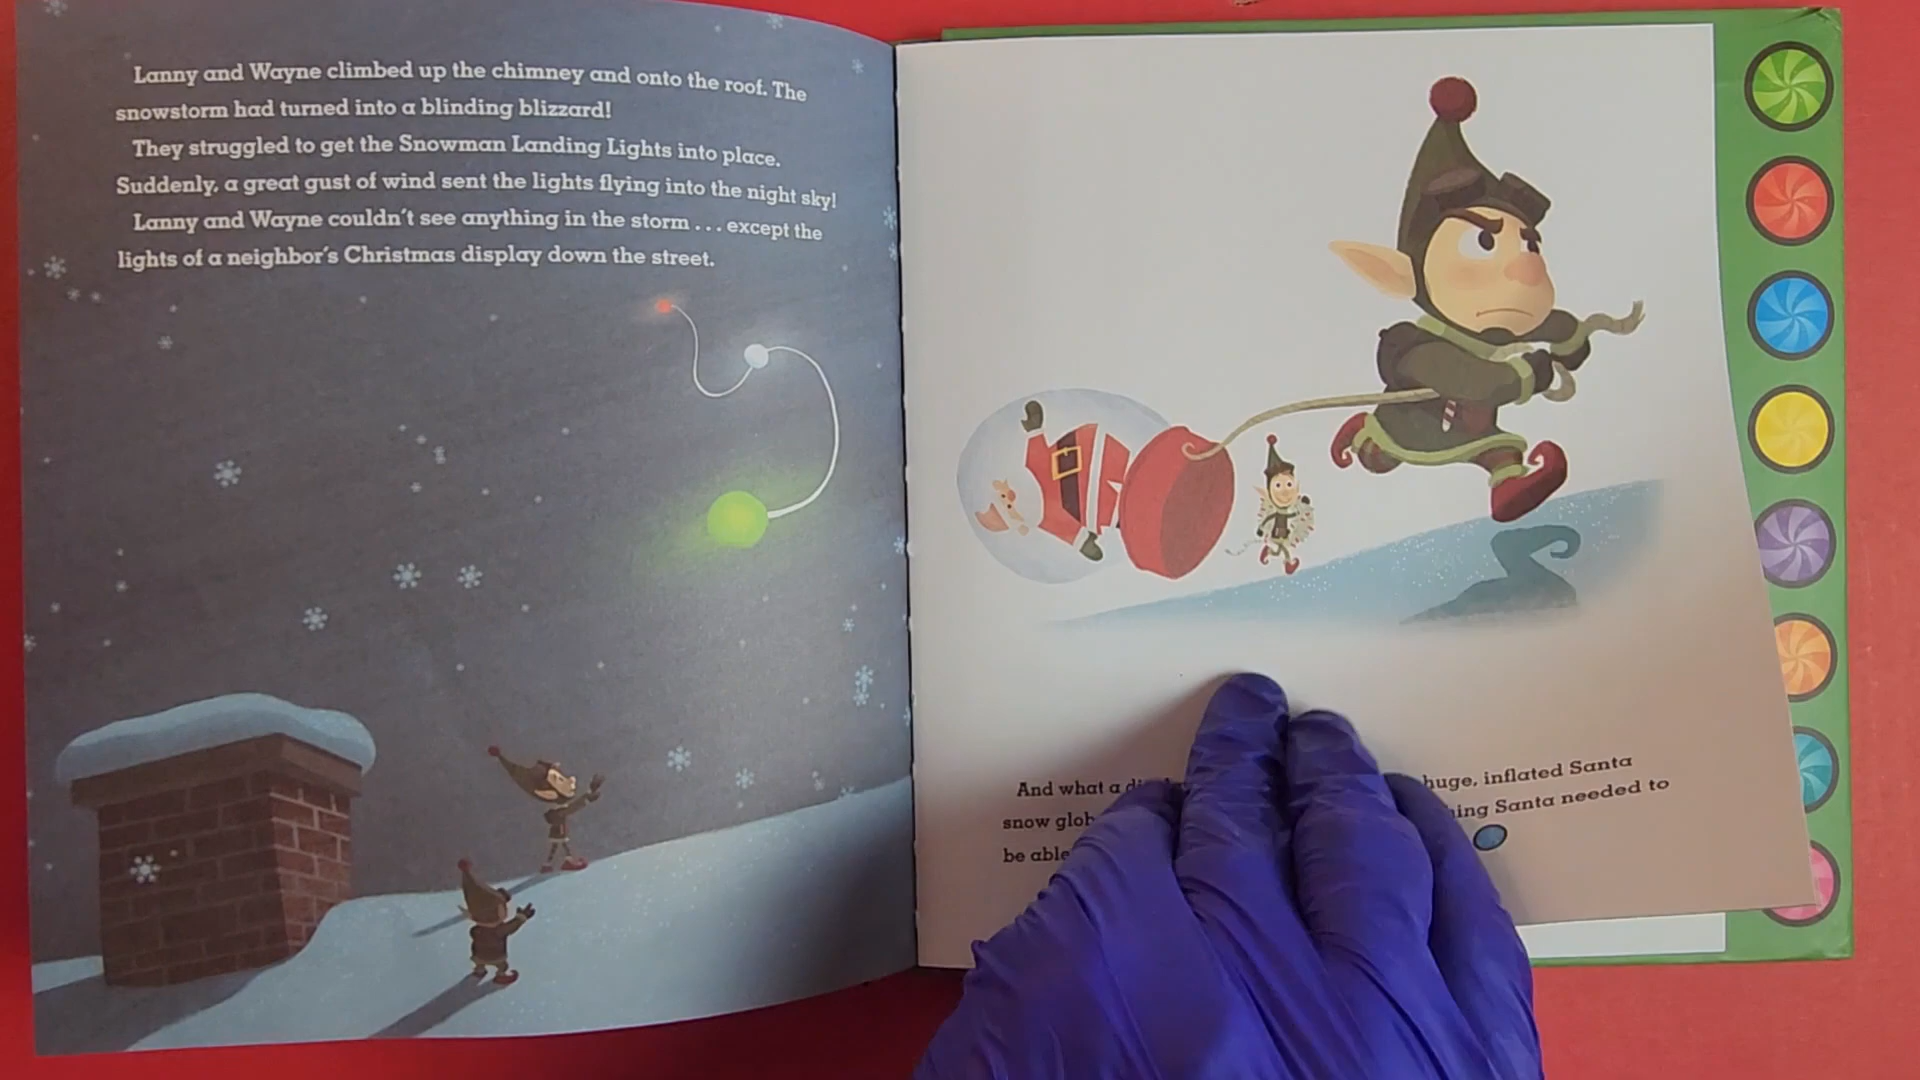 Lanny and Wayne climbed up the chimney and onto the roof. The
snowstorm had turned into a blinding blizzard!
They struggled to get the Snowman Landing Lights into place.
Suddenly, a great gust of wind sent the lights flying into the night sky!
Lanny and Wayne couldn't see anything in the storm . . . except the
lights of a neighbor's Christmas display down the street.
And what a huge, inflated Santa
snow Santa needed to
be able